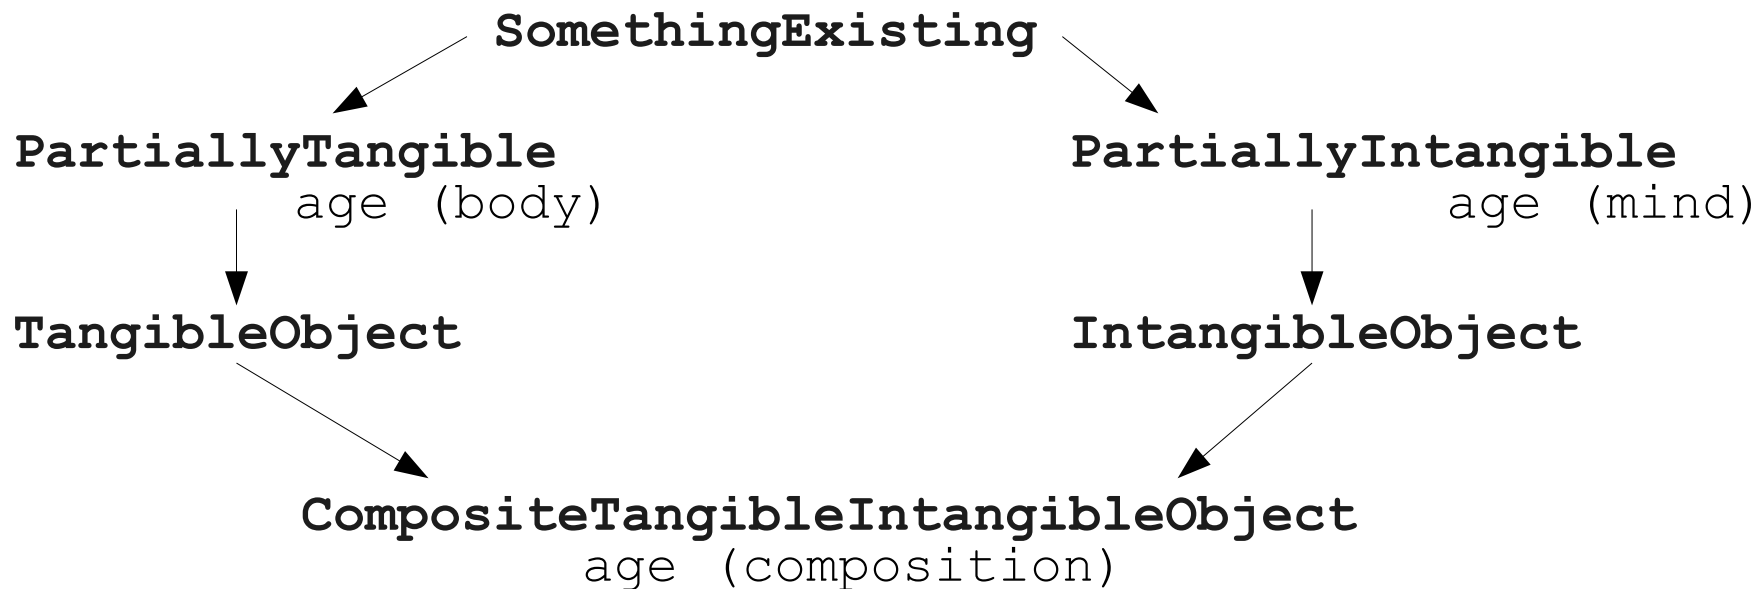 SomethingExisting
PartiallyTangible
age (body)
PartiallyIntangible
age (mind)
TangibleObject
IntangibleObject
CompositeTangibleIntangibleObject
age (composition)